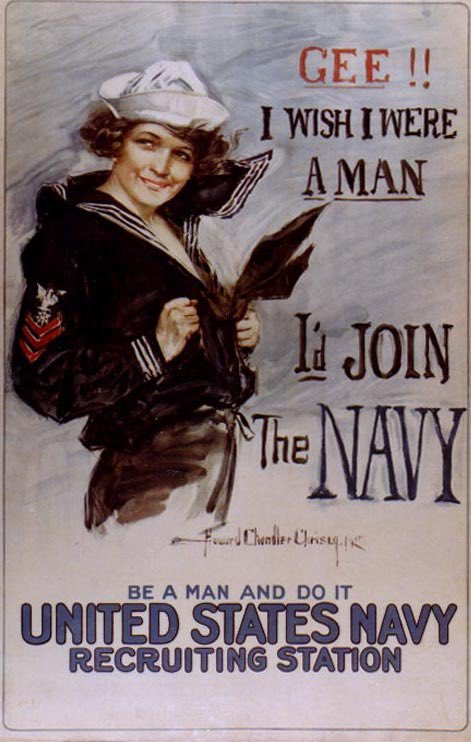 GEE !!
I WISH I WERE
A MAN
I'd JOIN
The NAVY
Howard Chandler Christy.
BE A MAN AND DO IT
UNITED STATES NAVY
RECRUITING STATION